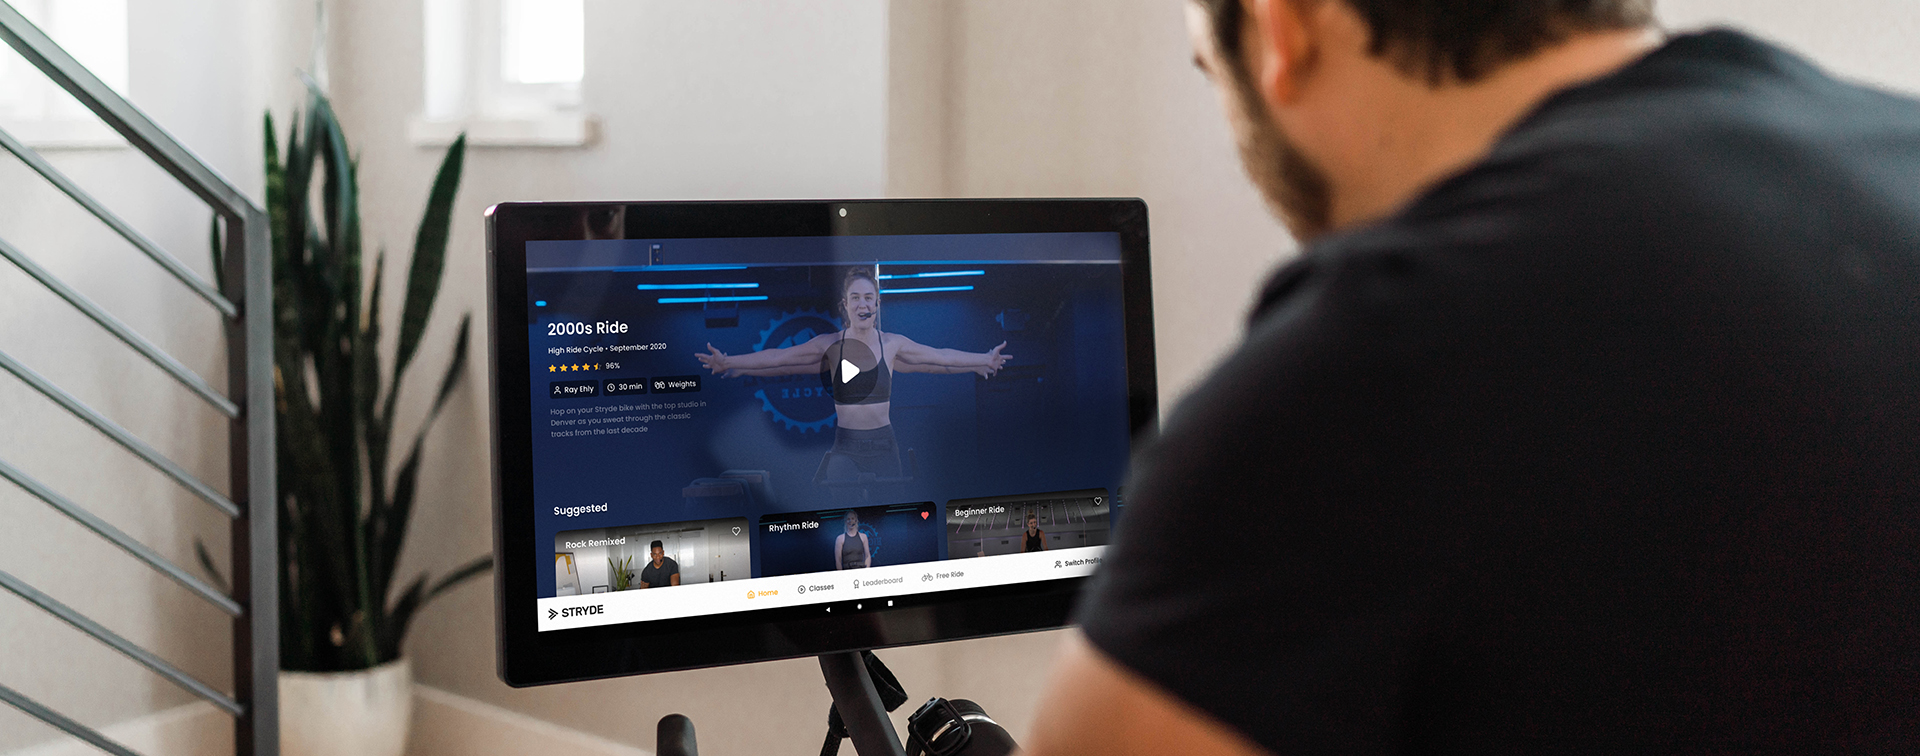 2000s Ride
High Ride Cycle • September 2020
96%
Ray Ehly 30 min Weights
Hop on your Stryde bike with the top studio in
Denver as you sweat through the classic
tracks from the last decade
CYCLE
Suggested
Rock Remixed
Rhythm Ride
Beginner Ride
STRYDE
Home
Classes
Leaderboard
Free Ride
Switch Profile